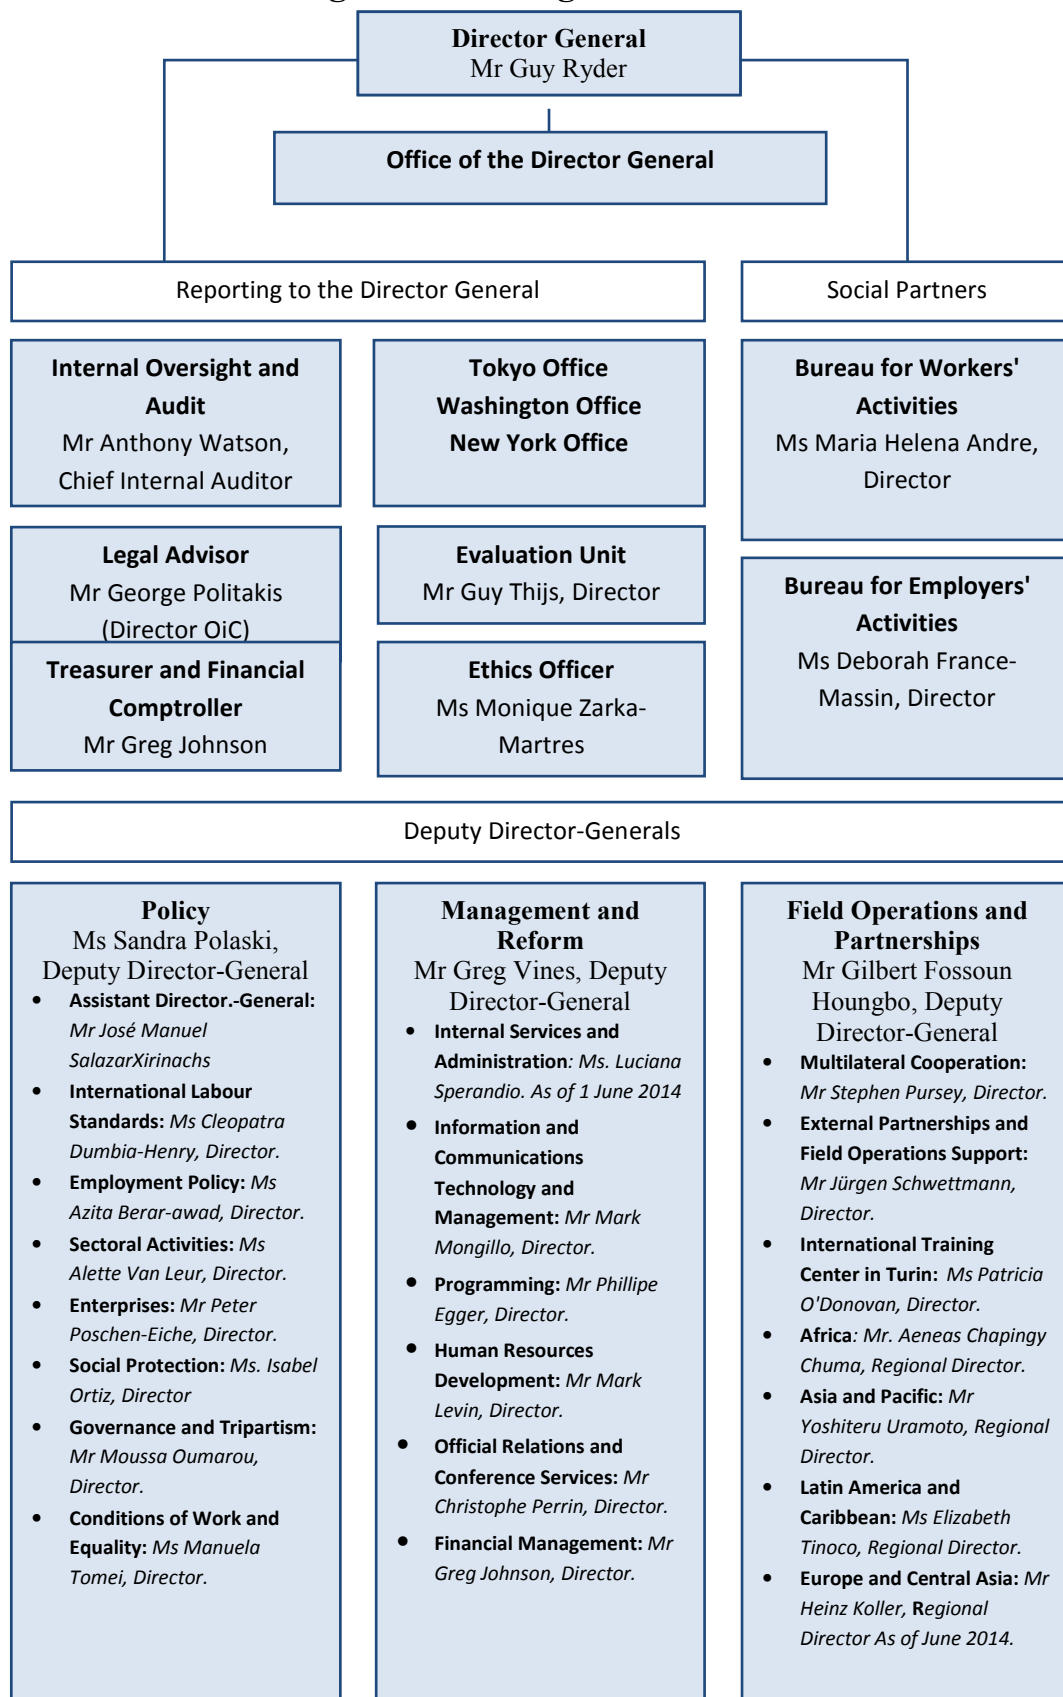 Director General
Mr Guy Ryder
Office of the Director General
Reporting to the Director General
Social Partners
Internal Oversight and
Audit
Mr Anthony Watson,
Chief Internal Auditor
Tokyo Office
Washington Office
New York Office
Bureau for Workers'
Activities
Ms Maria Helena Andre,
Director
Legal Advisor
Mr George Politakis
(Director OiC)
Evaluation Unit
Mr Guy Thijs, Director
Bureau for Employers'
Activities
Ms Deborah France-
Massin, Director
Treasurer and Financial
Comptroller
Mr Greg Johnson
Ethics Officer
Ms Monique Zarka-
Martres
Deputy Director-Generals
Policy
Ms Sandra Polaski,
Deputy Director-General
• Assistant Director.-General:
Mr José Manuel
SalazarXirinachs
• International Labour
Standards: Ms Cleopatra
Dumbia-Henry, Director.
• Employment Policy: Ms
Azita Berar-awad, Director.
• Sectoral Activities: Ms
Alette Van Leur, Director.
• Enterprises: Mr Peter
Poschen-Eiche, Director.
• Social Protection: Ms. Isabel
Ortiz, Director
• Governance and Tripartism:
Mr Moussa Oumarou,
Director.
• Conditions of Work and
Equality: Ms Manuela
Tomei, Director.
Management and
Reform
Mr Greg Vines, Deputy
Director-General
• Internal Services and
Administration: Ms. Luciana
Sperandio. As of 1 June 2014
• Information and
Communications
Technology and
Management: Mr Mark
Mongillo, Director.
• Programming: Mr Phillipe
Egger, Director.
• Human Resources
Development: Mr Mark
Levin, Director.
• Official Relations and
Conference Services: Mr
Christophe Perrin, Director.
• Financial Management: Mr
Greg Johnson, Director.
Field Operations and
Partnerships
Mr Gilbert Fossoun
Houngbo, Deputy
Director-General
• Multilateral Cooperation:
Mr Stephen Pursey, Director.
• External Partnerships and
Field Operations Support:
Mr Jürgen Schwettmann,
Director.
• International Training
Center in Turin: Ms Patricia
O'Donovan, Director.
• Africa: Mr. Aeneas Chapingy
Chuma, Regional Director.
• Asia and Pacific: Mr
Yoshiteru Uramoto, Regional
Director.
• Latin America and
Caribbean: Ms Elizabeth
Tinoco, Regional Director.
• Europe and Central Asia: Mr
Heinz Koller, Regional
Director As of June 2014.